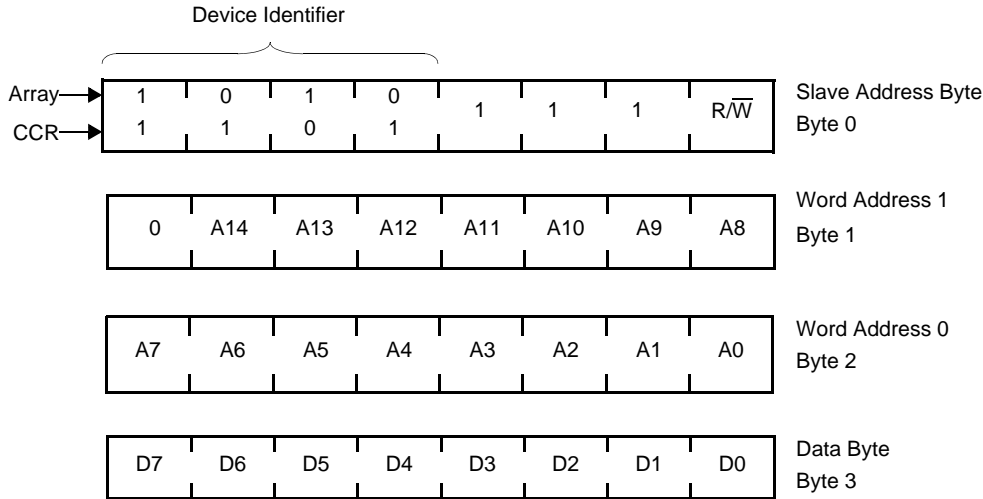 Device Identifier
Array 1 0 1 0 1 1 1 R/W̅ Slave Address Byte
CCR 1 1 0 1 Byte 0
Word Address 1
0 A14 A13 A12 A11 A10 A9 A8 Byte 1
Word Address 0
A7 A6 A5 A4 A3 A2 A1 A0 Byte 2
D7 D6 D5 D4 D3 D2 D1 D0 Data Byte
Byte 3